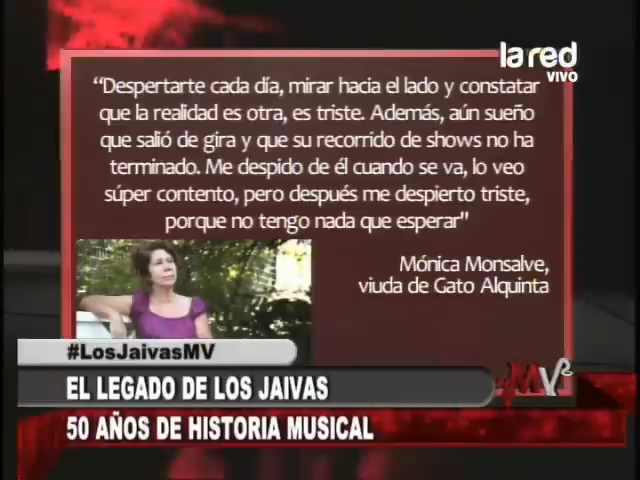 la red
VIVO
“Despertarte cada día, mirar hacia el lado y constatar
que la realidad es otra, es triste. Además, aún sueño
que salió de gira y que su recorrido de shows no ha
terminado. Me despido de él cuando se va, lo veo
súper contento, pero después me despierto triste,
porque no tengo nada que esperar"
Mónica Monsalve,
viuda de Gato Alquinta
#LosJaivasMV
EL LEGADO DE LOS JAIVAS
MV
50 AÑOS DE HISTORIA MUSICAL